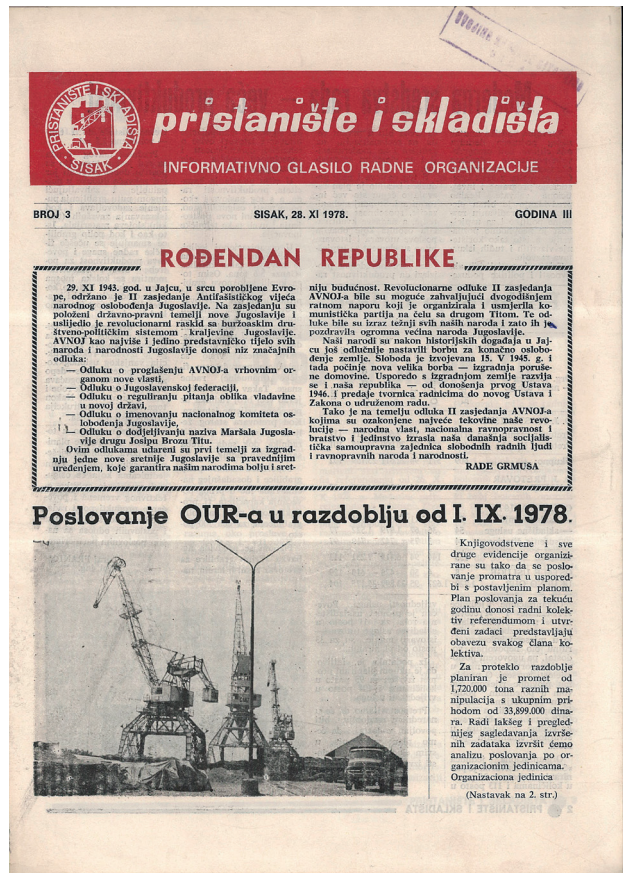 PRISTANIŠTE I SKLADIŠTA
SISAK
pristanište i skladišta
INFORMATIVNO GLASILO RADNE ORGANIZACIJE
BROJ 3
SISAK, 28. XI 1978.
GODINA III
ROĐENDAN REPUBLIKE
29. XI 1943. god. u Jajcu, u srcu porobljene Evro-
pe, održano je II zasjedanje Antifašističkog vijeća
narodnog oslobođenja Jugoslavije. Na zasjedanju su
položeni državno-pravni temelji nove Jugoslavije i
uslijedio je revolucionarni raskid sa buržoaskim dru-
štveno-političkim sistemom kraljevine Jugoslavije.
AVNOJ kao najviše i jedino predstavničko tijelo svih
naroda i narodnosti Jugoslavije donosi niz značajnih
odluka:
— Odluku o proglašenju AVNOJ-a vrhovnim or-
ganom nove vlasti,
— Odluku o Jugoslavenskoj federaciji,
— Odluku o reguliranju pitanja oblika vladavine
u novoj državi,
— Odluku o imenovanju nacionalnog komiteta os-
lobođenja Jugoslavije,
— Odluku o dodjeljivanju naziva Maršala Jugosla-
vije drugu Josipu Brozu Titu.
Ovim odlukama udareni su prvi temelji za izgrad-
nju jedne nove sretnije Jugoslavije sa pravednijim
uređenjem, koje garantira našim narodima bolju i sret-
niju budućnost. Revolucionarne odluke II zasjedanja
AVNOJ-a bile su moguće zahvaljujući dvogodišnjem
ratnom naporu koji je organizirala i usmjerila ko-
munistička partija na čelu sa drugom Titom. Te od-
luke bile su izraz težnji svih naših naroda i zato ih je
pozdravila ogromna većina naroda Jugoslavije.
Naši narodi su nakon historijskih događaja u Jaj-
cu još odlučnije nastavili borbu za konačno oslobo-
đenje zemlje. Sloboda je izvojevana 15. V 1945. g. i
tada počinje nova velika borba — izgradnja poruše-
ne domovine. Usporedo s izgradnjom zemlje razvija
se i naša republika — od donošenja prvog Ustava
1946. i predaje tvornica radnicima do novog Ustava i
Zakona o udruženom radu.
Tako je na temelju odluka II zasjedanja AVNOJ-a
kojima su ozakonjene najveće tekovine naše revo-
lucije — narodna vlast, nacionalna ravnopravnost i
bratstvo i jedinstvo izrasla naša današnja socijalis-
tička samoupravna zajednica slobodnih radnih ljudi
i ravnopravnih naroda i narodnosti.
RADE GRMUŠA
Poslovanje OUR-a u razdoblju od I. IX. 1978.
Knjigovodstvene i sve
druge evidencije organizi-
rane su tako da se poslo-
vanje promatra u uspored-
bi s postavljenim planom.
Plan poslovanja za tekuću
godinu donosi radni kolek-
tiv referendumom i utvr-
đeni zadaci predstavljaju
obavezu svakog člana ko-
lektiva.
Za proteklo razdoblje
planiran je promet od
1,720.000 tona raznih ma-
nipulacija s ukupnim pri-
hodom od 33,899.000 dina-
ra. Radi lakšeg i pregled-
nijeg sagledavanja izvrše-
nih zadataka izvršit ćemo
analizu poslovanja po or-
ganizacionim jedinicama.
Organizaciona jedinica
(Nastavak na 2. str.)